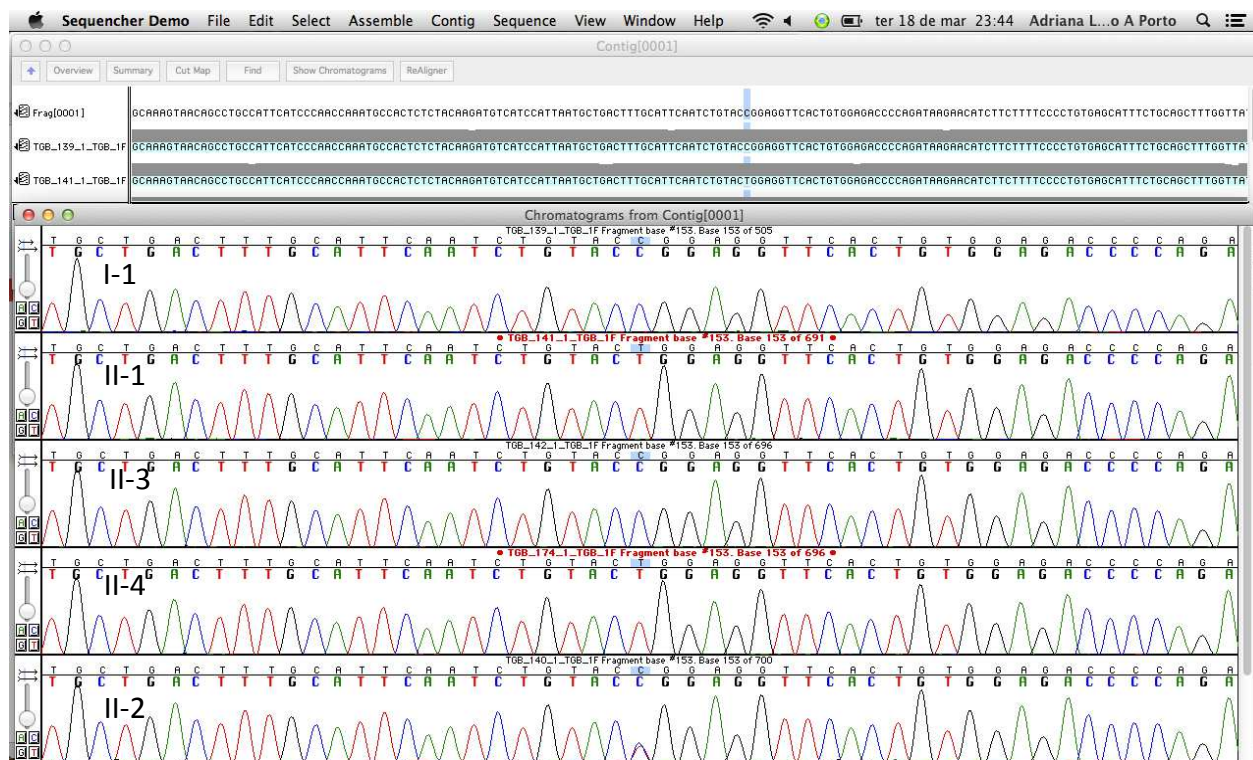 Sequencher Demo File Edit Select Assemble Contig Sequence View Window Help ter 18 de mar 23:44 Adriana L...o A Porto
Contig[0001]
Overview Summary Cut Map Find Show Chromatograms ReAligner
Frag[0001] GCAAAGTAACAGCCTGCCATTCATCCCAACCAAATGCCACTCTCTACAAGATGTCATCCATTAATGCTGACTTTGCATTCAATCTGTACCGGAGGTTCACTGTGGAGACCCCAGATAAGAACATCTTCTTTTCCCCTGTGAGCATTTCTGCAGCTTTGGTTA
TGB_139_1_TGB_1F GCAAAGTAACAGCCTGCCATTCATCCCAACCAAATGCCACTCTCTACAAGATGTCATCCATTAATGCTGACTTTGCATTCAATCTGTACCGGAGGTTCACTGTGGAGACCCCAGATAAGAACATCTTCTTTTCCCCTGTGAGCATTTCTGCAGCTTTGGTTA
TGB_141_1_TGB_1F GCAAAGTAACAGCCTGCCATTCATCCCAACCAAATGCCACTCTCTACAAGATGTCATCCATTAATGCTGACTTTGCATTCAATCTGTACTGGAGGTTCACTGTGGAGACCCCAGATAAGAACATCTTCTTTTCCCCTGTGAGCATTTCTGCAGCTTTGGTTA
Chromatograms from Contig[0001]
TGB_139_1_TGB_1F Fragment base #153. Base 153 of 505
T G C T G A C T T T G C A T T C A A T C T G T A C C G G A G G T T C A C T G T G G A G A C C C C A G A
T G C T G A C T T T G C A T T C A A T C T G T A C C G G A G G T T C A C T G T G G A G A C C C C A G A
I-1
A C
G T
TGB_141_1_TGB_1F Fragment base #153. Base 153 of 691
T G C T G A C T T T G C A T T C A A T C T G T A C T G G A G G T T C A C T G T G G A G A C C C C A G A
T G C T G A C T T T G C A T T C A A T C T G T A C T G G A G G T T C A C T G T G G A G A C C C C A G A
II-1
A C
G T
TGB_142_1_TGB_1F Fragment base #153. Base 153 of 696
T G C T G A C T T T G C A T T C A A T C T G T A C C G G A G G T T C A C T G T G G A G A C C C C A G A
T G C T G A C T T T G C A T T C A A T C T G T A C C G G A G G T T C A C T G T G G A G A C C C C A G A
II-3
A C
G T
TGB_174_1_TGB_1F Fragment base #153. Base 153 of 696
T G C T G A C T T T G C A T T C A A T C T G T A C T G G A G G T T C A C T G T G G A G A C C C C A G A
T G C T G A C T T T G C A T T C A A T C T G T A C T G G A G G T T C A C T G T G G A G A C C C C A G A
II-4
A C
G T
TGB_140_1_TGB_1F Fragment base #153. Base 153 of 700
T G C T G A C T T T G C A T T C A A T C T G T A C C G G A G G T T C A C T G T G G A G A C C C C A G A
T G C T G A C T T T G C A T T C A A T C T G T A C C G G A G G T T C A C T G T G G A G A C C C C A G A
II-2
A C
G T